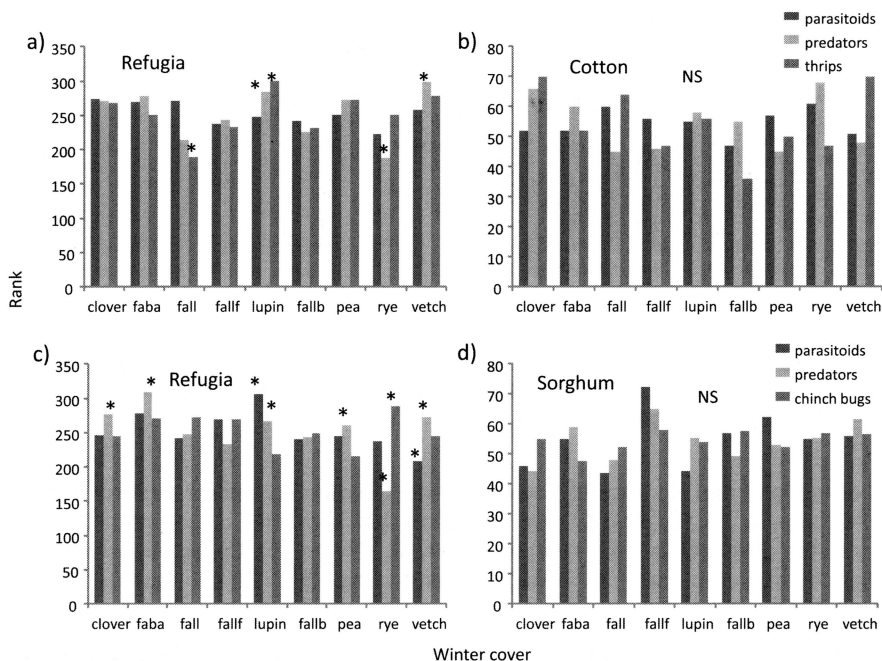 a)
Refugia
350
300
250
200
150
100
50
0
* * * * * *
clover faba fall fallf lupin fallb pea rye vetch
b)
Cotton NS
parasitoids
predators
thrips
80
70
60
50
40
30
20
10
0
clover faba fall fallf lupin fallb pea rye vetch
Rank
c)
Refugia
350
300
250
200
150
100
50
0
* * * * * * * * *
clover faba fall fallf lupin fallb pea rye vetch
d)
Sorghum NS
parasitoids
predators
chinch bugs
80
70
60
50
40
30
20
10
0
clover faba fall fallf lupin fallb pea rye vetch
Winter cover